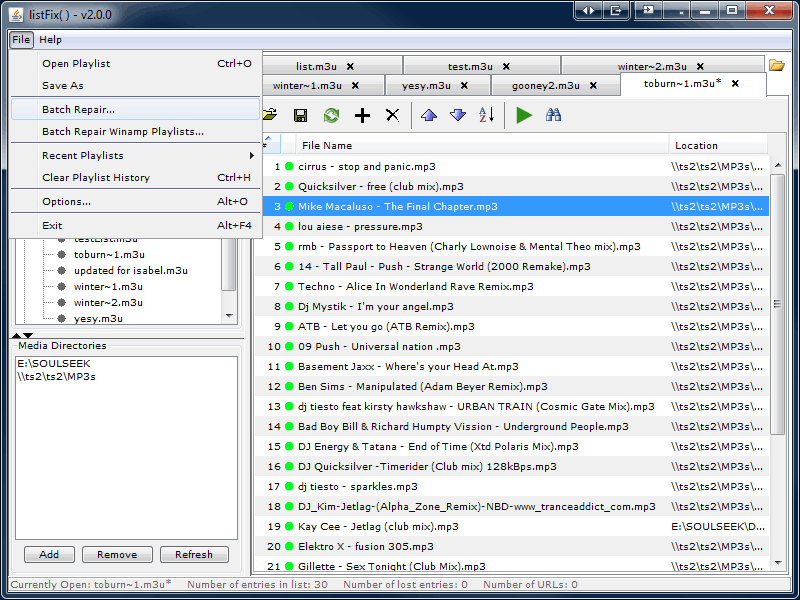 listFix( ) - v2.0.0
File Help
Open Playlist Ctrl+O
Save As
Batch Repair...
Batch Repair Winamp Playlists...
Recent Playlists
Clear Playlist History Ctrl+H
Options... Alt+O
Exit Alt+F4
testList.m3u
toburn~1.m3u
updated for isabel.m3u
winter~1.m3u
winter~2.m3u
yesy.m3u
Media Directories
E:\SOULSEEK
\\ts2\ts2\MP3s
Add Remove Refresh
list.m3u test.m3u winter~2.m3u
winter~1.m3u yesy.m3u gooney2.m3u toburn~1.m3u*
# File Name Location
1 cirrus - stop and panic.mp3 \\ts2\ts2\MP3s\...
2 Quicksilver - free (club mix).mp3 \\ts2\ts2\MP3s\...
3 Mike Macaluso - The Final Chapter.mp3 \\ts2\ts2\MP3s\...
4 lou aiese - pressure.mp3 \\ts2\ts2\MP3s\...
5 rmb - Passport to Heaven (Charly Lownoise & Mental Theo mix).mp3 \\ts2\ts2\MP3s\...
6 14 - Tall Paul - Push - Strange World (2000 Remake).mp3 \\ts2\ts2\MP3s\...
7 Techno - Alice In Wonderland Rave Remix.mp3 \\ts2\ts2\MP3s\...
8 Dj Mystik - I'm your angel.mp3 \\ts2\ts2\MP3s\...
9 ATB - Let you go (ATB Remix).mp3 \\ts2\ts2\MP3s\...
10 09 Push - Universal nation .mp3 \\ts2\ts2\MP3s\...
11 Basement Jaxx - Where's your Head At.mp3 \\ts2\ts2\MP3s\...
12 Ben Sims - Manipulated (Adam Beyer Remix).mp3 \\ts2\ts2\MP3s\...
13 dj tiesto feat kirsty hawkshaw - URBAN TRAIN (Cosmic Gate Mix).mp3 \\ts2\ts2\MP3s\...
14 Bad Boy Bill & Richard Humpty Vission - Underground People.mp3 \\ts2\ts2\MP3s\...
15 DJ Energy & Tatana - End of Time (Xtd Polaris Mix).mp3 \\ts2\ts2\MP3s\...
16 DJ Quicksilver -Timerider (Club mix) 128kBps.mp3 \\ts2\ts2\MP3s\...
17 dj tiesto - sparkles.mp3 \\ts2\ts2\MP3s\...
18 DJ_Kim-Jetlag-(Alpha_Zone_Remix)-NBD-www_tranceaddict_com.mp3 \\ts2\ts2\MP3s\...
19 Kay Cee - Jetlag (club mix).mp3 E:\SOULSEEK\D...
20 Elektro X - fusion 305.mp3 \\ts2\ts2\MP3s\...
21 Gillette - Sex Tonight (Club Mix).mp3 \\ts2\ts2\MP3s\...
Currently Open: toburn~1.m3u* Number of entries in list: 30 Number of lost entries: 0 Number of URLs: 0